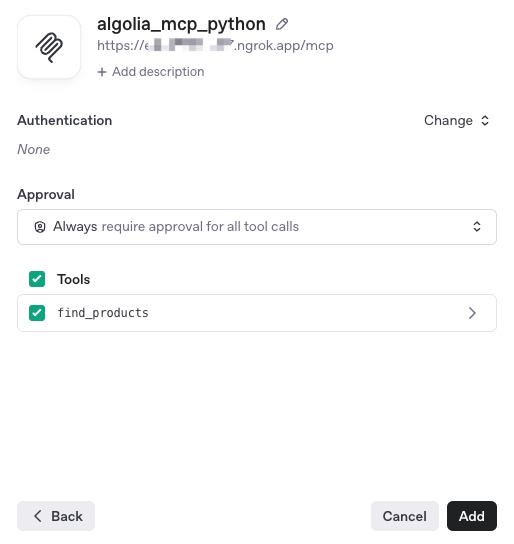 algolia_mcp_python
https:// .ngrok.app/mcp
+ Add description
Authentication
Change
None
Approval
Always require approval for all tool calls
Tools
find_products
Back
Cancel
Add